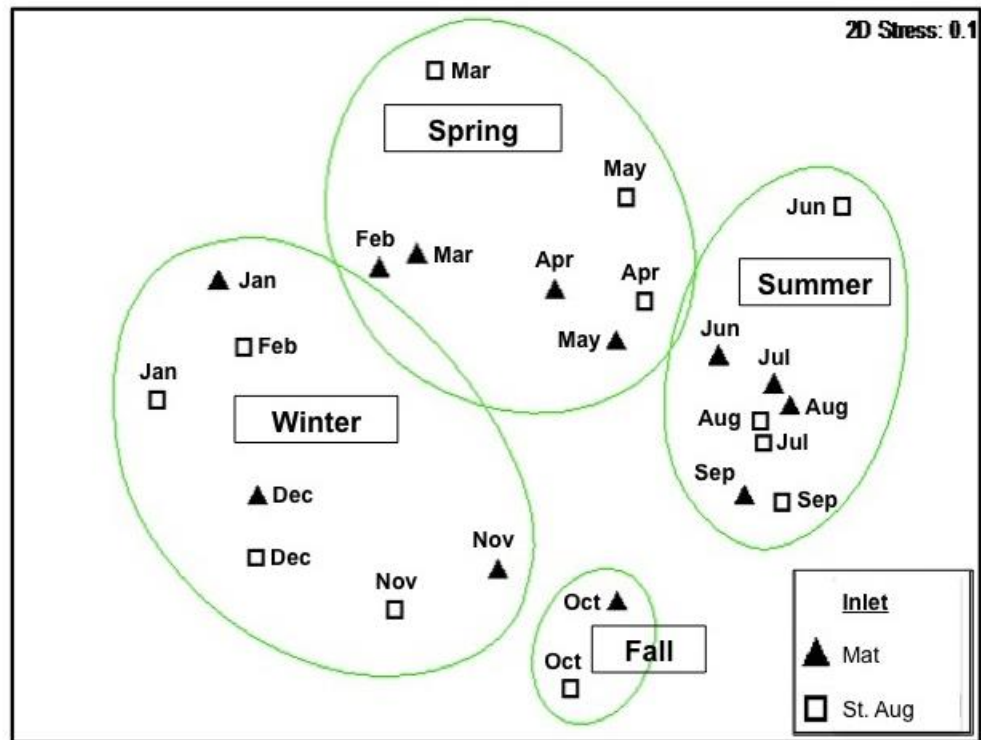 2D Stress: 0.1
Mar
Spring
May
Jun
Feb
Mar
Apr
Apr
Summer
Jan
May
Jun
Jul
Feb
Jan
Aug
Winter
Aug
Jul
Sep
Dec
Sep
Dec
Nov
Nov
Oct
Fall
Oct
Inlet
Mat
St. Aug